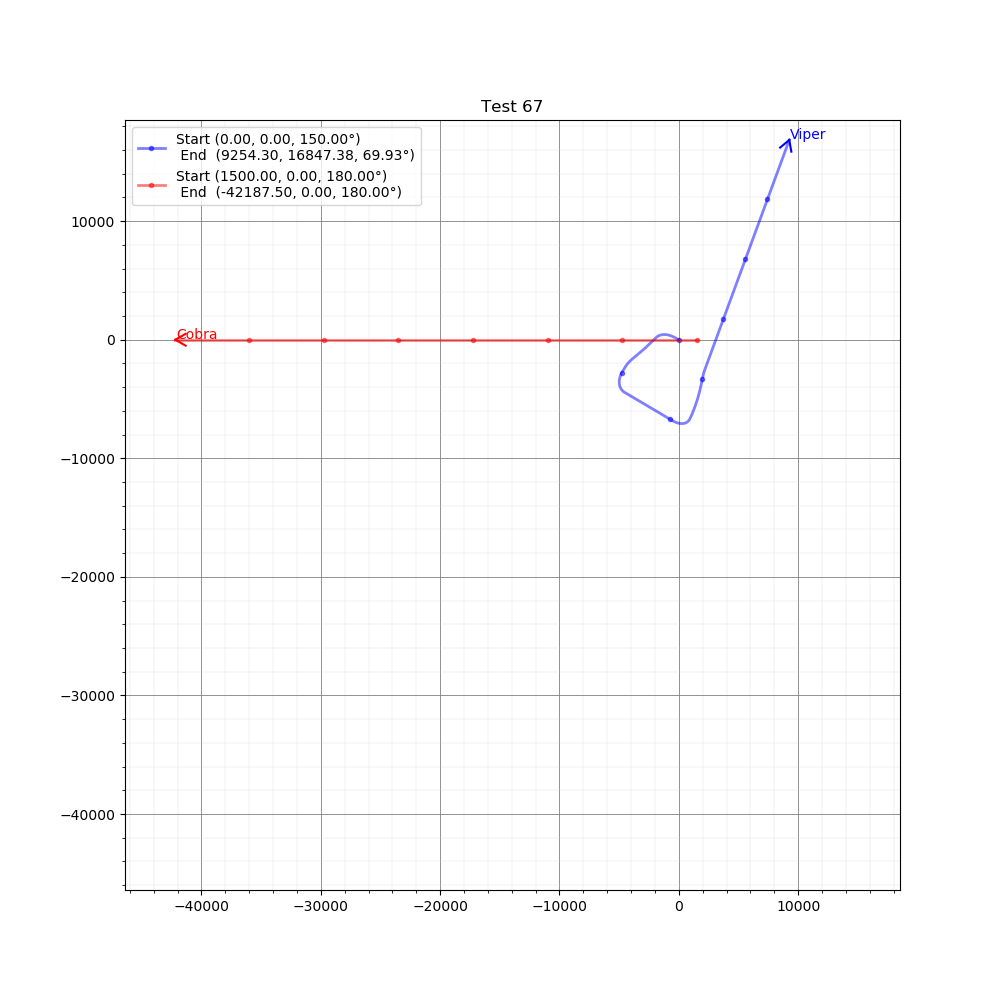 Test 67
Start (0.00, 0.00, 150.00°)
End (9254.30, 16847.38, 69.93°)
Start (1500.00, 0.00, 180.00°)
End (-42187.50, 0.00, 180.00°)
Viper
Cobra
10000
0
−10000
−20000
−30000
−40000
−40000
−30000
−20000
−10000
0
10000